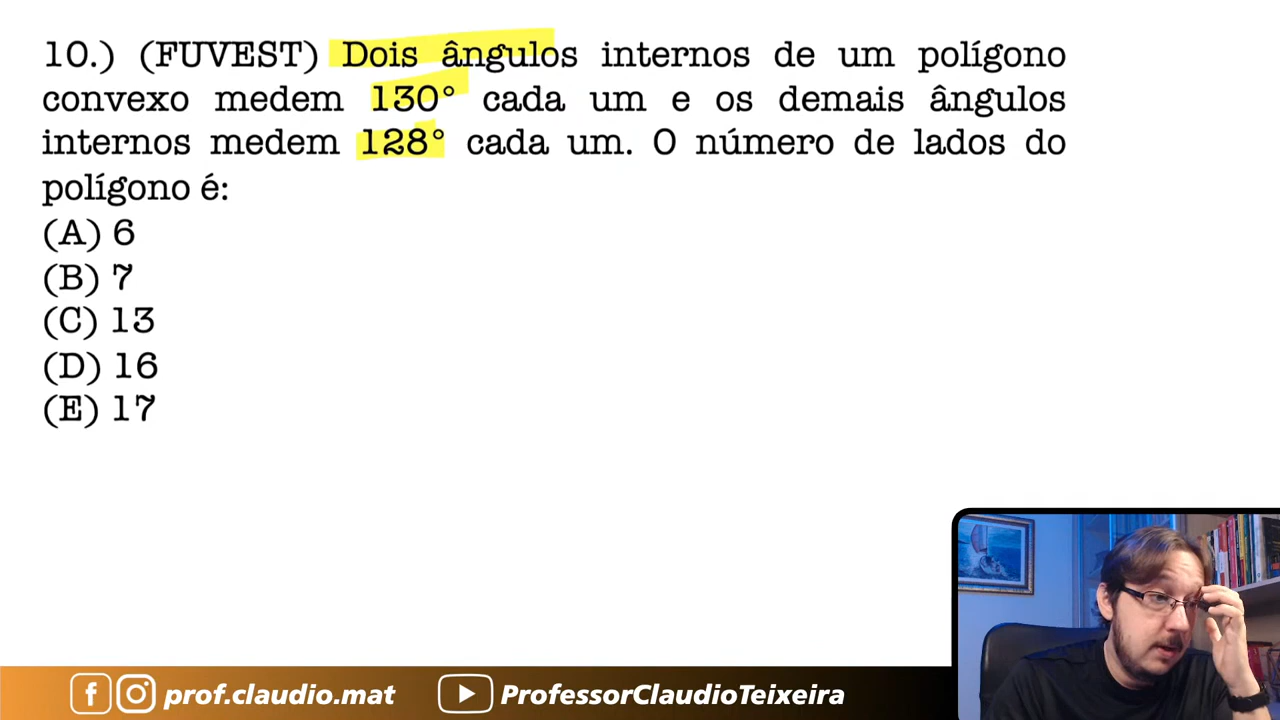 10.) (FUVEST) Dois ângulos internos de um polígono
convexo medem 130° cada um e os demais ângulos
internos medem 128° cada um. O número de lados do
polígono é:
(A) 6
(B) 7
(C) 13
(D) 16
(E) 17
prof.claudio.mat ProfessorClaudioTeixeira